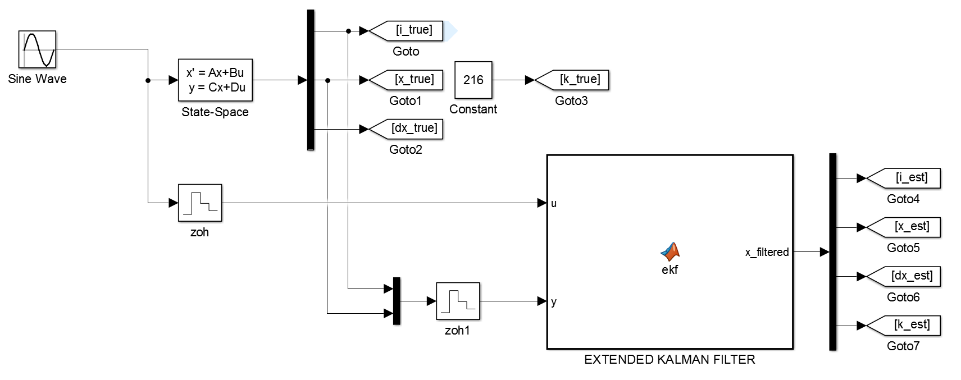 Sine Wave
x' = Ax+Bu
y = Cx+Du
State-Space
[i_true]
Goto
[x_true]
Goto1
[dx_true]
Goto2
216
Constant
[k_true]
Goto3
zoh
zoh1
u
y
ekf
x_filtered
EXTENDED KALMAN FILTER
[i_est]
Goto4
[x_est]
Goto5
[dx_est]
Goto6
[k_est]
Goto7